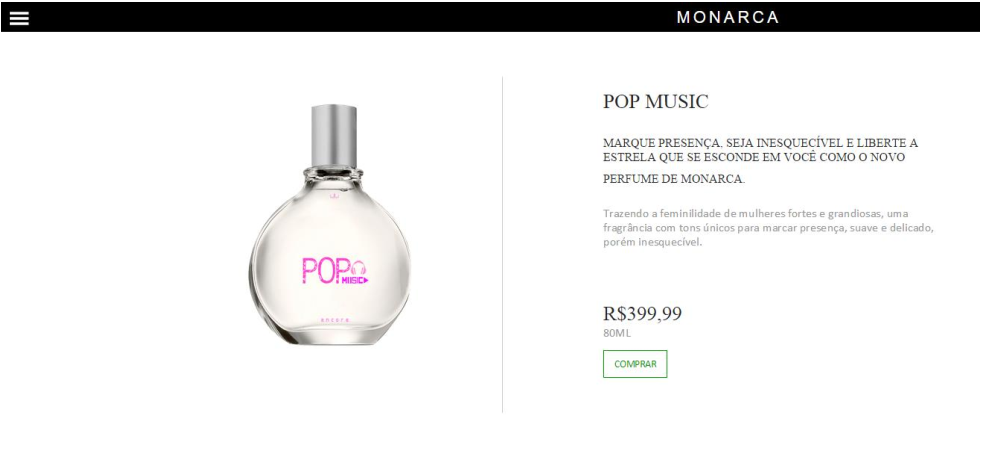 MONARCA
POP MUSIC
MARQUE PRESENÇA. SEJA INESQUECÍVEL E LIBERTE A
ESTRELA QUE SE ESCONDE EM VOCÊ COMO O NOVO
PERFUME DE MONARCA.
Trazendo a feminilidade de mulheres fortes e grandiosas, uma
fragrância com tons únicos para marcar presença, suave e delicado,
porém inesquecível.
R$399,99
80ML
COMPRAR
POP
MUSIC
encore